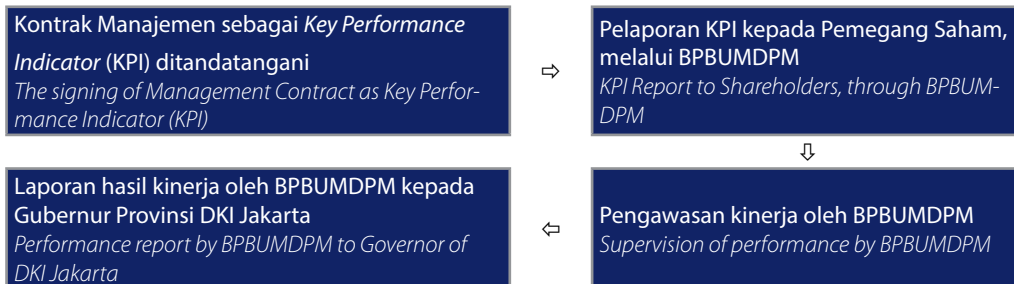 Kontrak Manajemen sebagai Key Performance
Indicator (KPI) ditandatangani
The signing of Management Contract as Key Perfor-
mance Indicator (KPI)
⇨
Pelaporan KPI kepada Pemegang Saham,
melalui BPBUMDPM
KPI Report to Shareholders, through BPBUM-
DPM
⇩
Pengawasan kinerja oleh BPBUMDPM
Supervision of performance by BPBUMDPM
⇦
Laporan hasil kinerja oleh BPBUMDPM kepada
Gubernur Provinsi DKI Jakarta
Performance report by BPBUMDPM to Governor of
DKI Jakarta